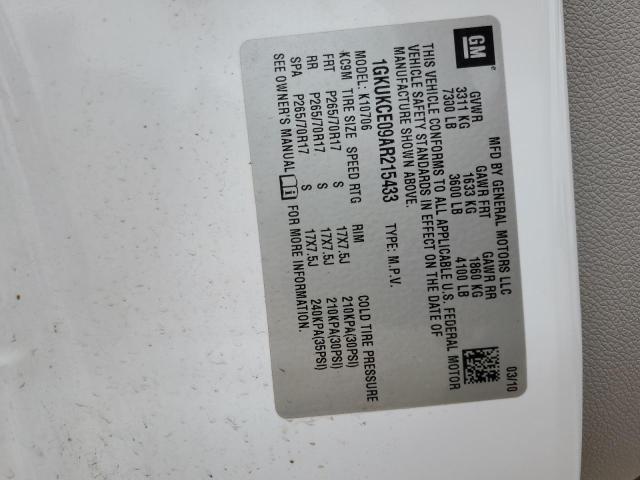 GM
MFD BY GENERAL MOTORS LLC 03/10
GVWR GAWR FRT GAWR RR
3311 KG 1633 KG 1860 KG
7300 LB 3600 LB 4100 LB
THIS VEHICLE CONFORMS TO ALL APPLICABLE U.S. FEDERAL MOTOR
VEHICLE SAFETY STANDARDS IN EFFECT ON THE DATE OF
MANUFACTURE SHOWN ABOVE.
1GKUKCE09AR215433 TYPE: M.P.V.
MODEL: K10706
KC9M TIRE SIZE SPEED RTG RIM COLD TIRE PRESSURE
FRT P265/70R17 S 17X7.5J 210KPA(30PSI)
RR P265/70R17 S 17X7.5J 210KPA(30PSI)
SPA P265/70R17 S 17X7.5J 240KPA(35PSI)
SEE OWNER'S MANUAL FOR MORE INFORMATION.